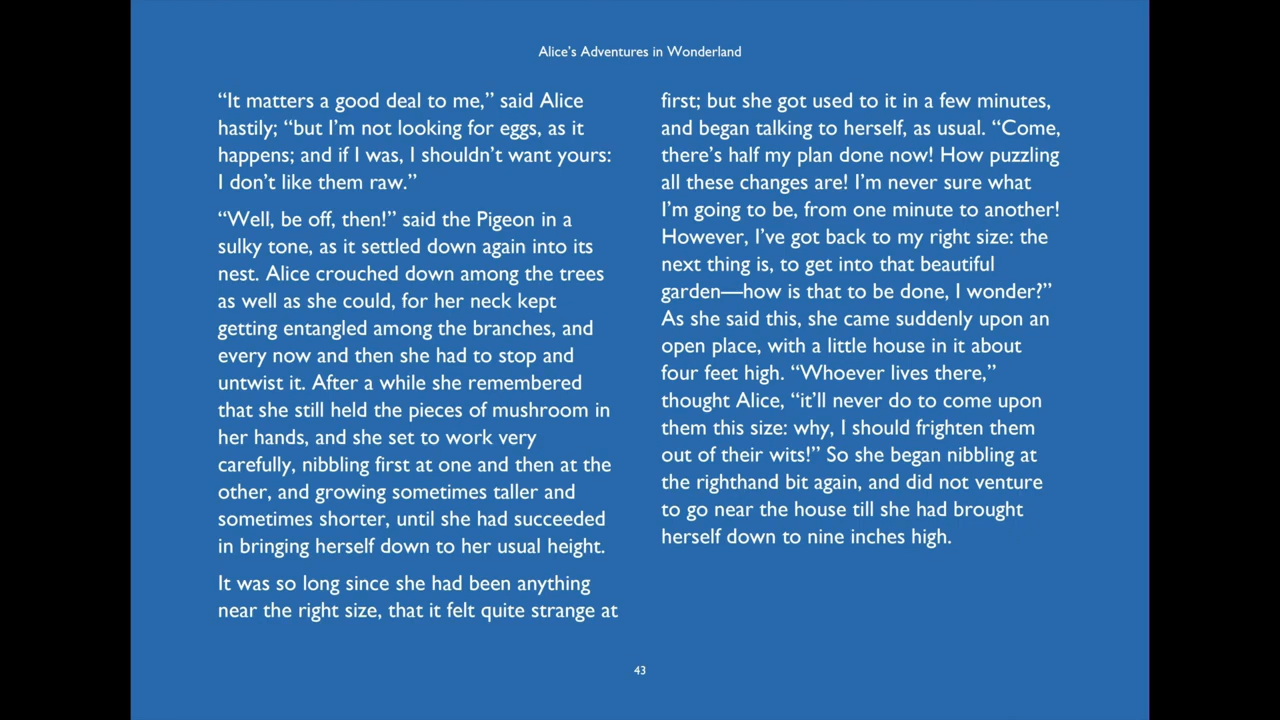 Alice’s Adventures in Wonderland
“It matters a good deal to me,” said Alice
hastily; “but I’m not looking for eggs, as it
happens; and if I was, I shouldn’t want yours:
I don’t like them raw.”
“Well, be off, then!” said the Pigeon in a
sulky tone, as it settled down again into its
nest. Alice crouched down among the trees
as well as she could, for her neck kept
getting entangled among the branches, and
every now and then she had to stop and
untwist it. After a while she remembered
that she still held the pieces of mushroom in
her hands, and she set to work very
carefully, nibbling first at one and then at the
other, and growing sometimes taller and
sometimes shorter, until she had succeeded
in bringing herself down to her usual height.
It was so long since she had been anything
near the right size, that it felt quite strange at
first; but she got used to it in a few minutes,
and began talking to herself, as usual. “Come,
there’s half my plan done now! How puzzling
all these changes are! I’m never sure what
I’m going to be, from one minute to another!
However, I’ve got back to my right size: the
next thing is, to get into that beautiful
garden—how is that to be done, I wonder?”
As she said this, she came suddenly upon an
open place, with a little house in it about
four feet high. “Whoever lives there,”
thought Alice, “it’ll never do to come upon
them this size: why, I should frighten them
out of their wits!” So she began nibbling at
the righthand bit again, and did not venture
to go near the house till she had brought
herself down to nine inches high.
43